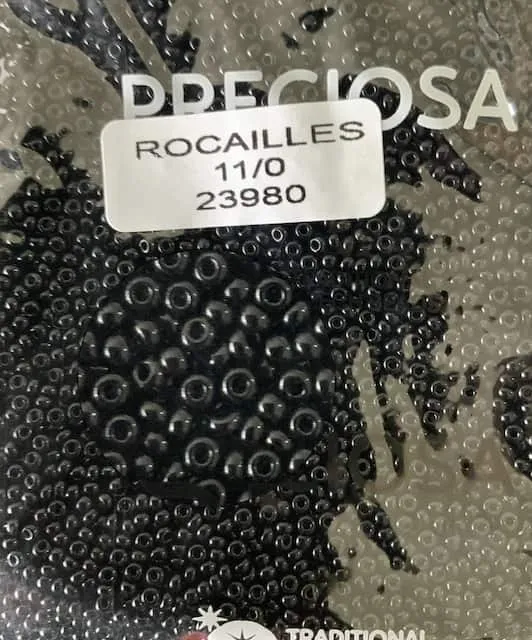 PRECIOSA
ROCAILLES
11/0
23980
TRADITIONAL